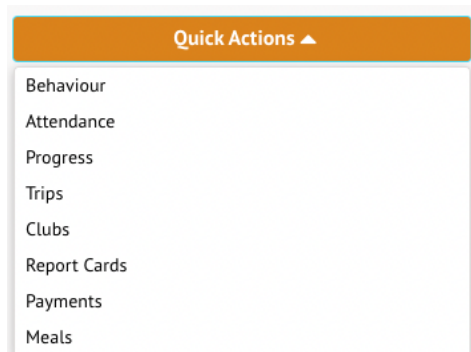 Quick Actions
Behaviour
Attendance
Progress
Trips
Clubs
Report Cards
Payments
Meals